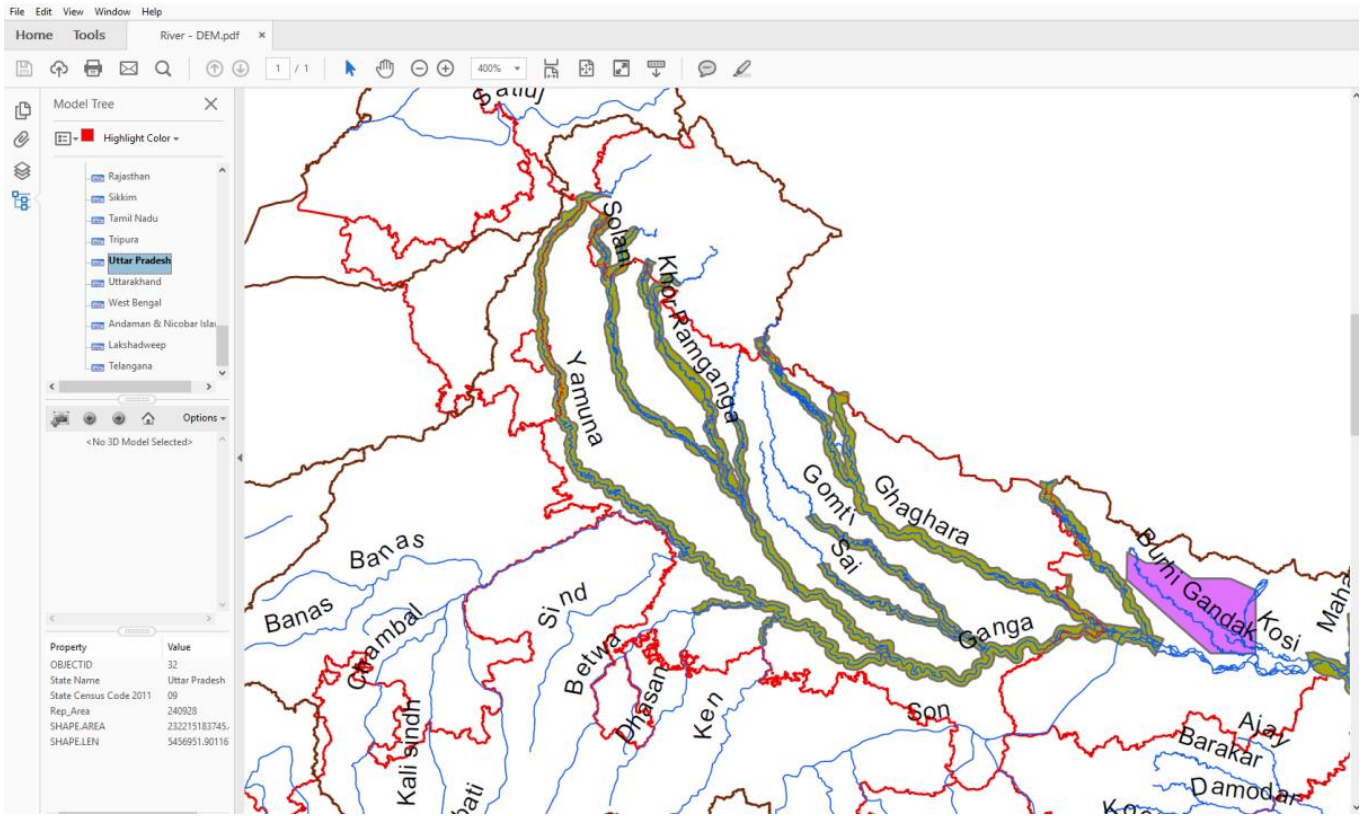 File Edit View Window Help
Home Tools River - DEM.pdf ×
1 / 1 400%
Model Tree
Highlight Color
Rajasthan
Sikkim
Tamil Nadu
Tripura
Uttar Pradesh
Uttarakhand
West Bengal
Andaman & Nicobar Isla
Lakshadweep
Telangana
Options
<No 3D Model Selected>
Property Value
OBJECTID 32
State Name Uttar Pradesh
State Census Code 2011 09
Rep_Area 240928
SHAPE.AREA 232215183745.
SHAPE.LEN 5456951.90116
Satluj
Solani
Khor
Ramganga
Yamuna
Gomti
Ghaghara
Sai
Burhi Gandak
Kosi
Maha
Banas
Banas
Chambal
Sind
Betwa
Ganga
Dhasan
Ken
Kali sindh
bati
Son
Ajay
Barakar
Damodar